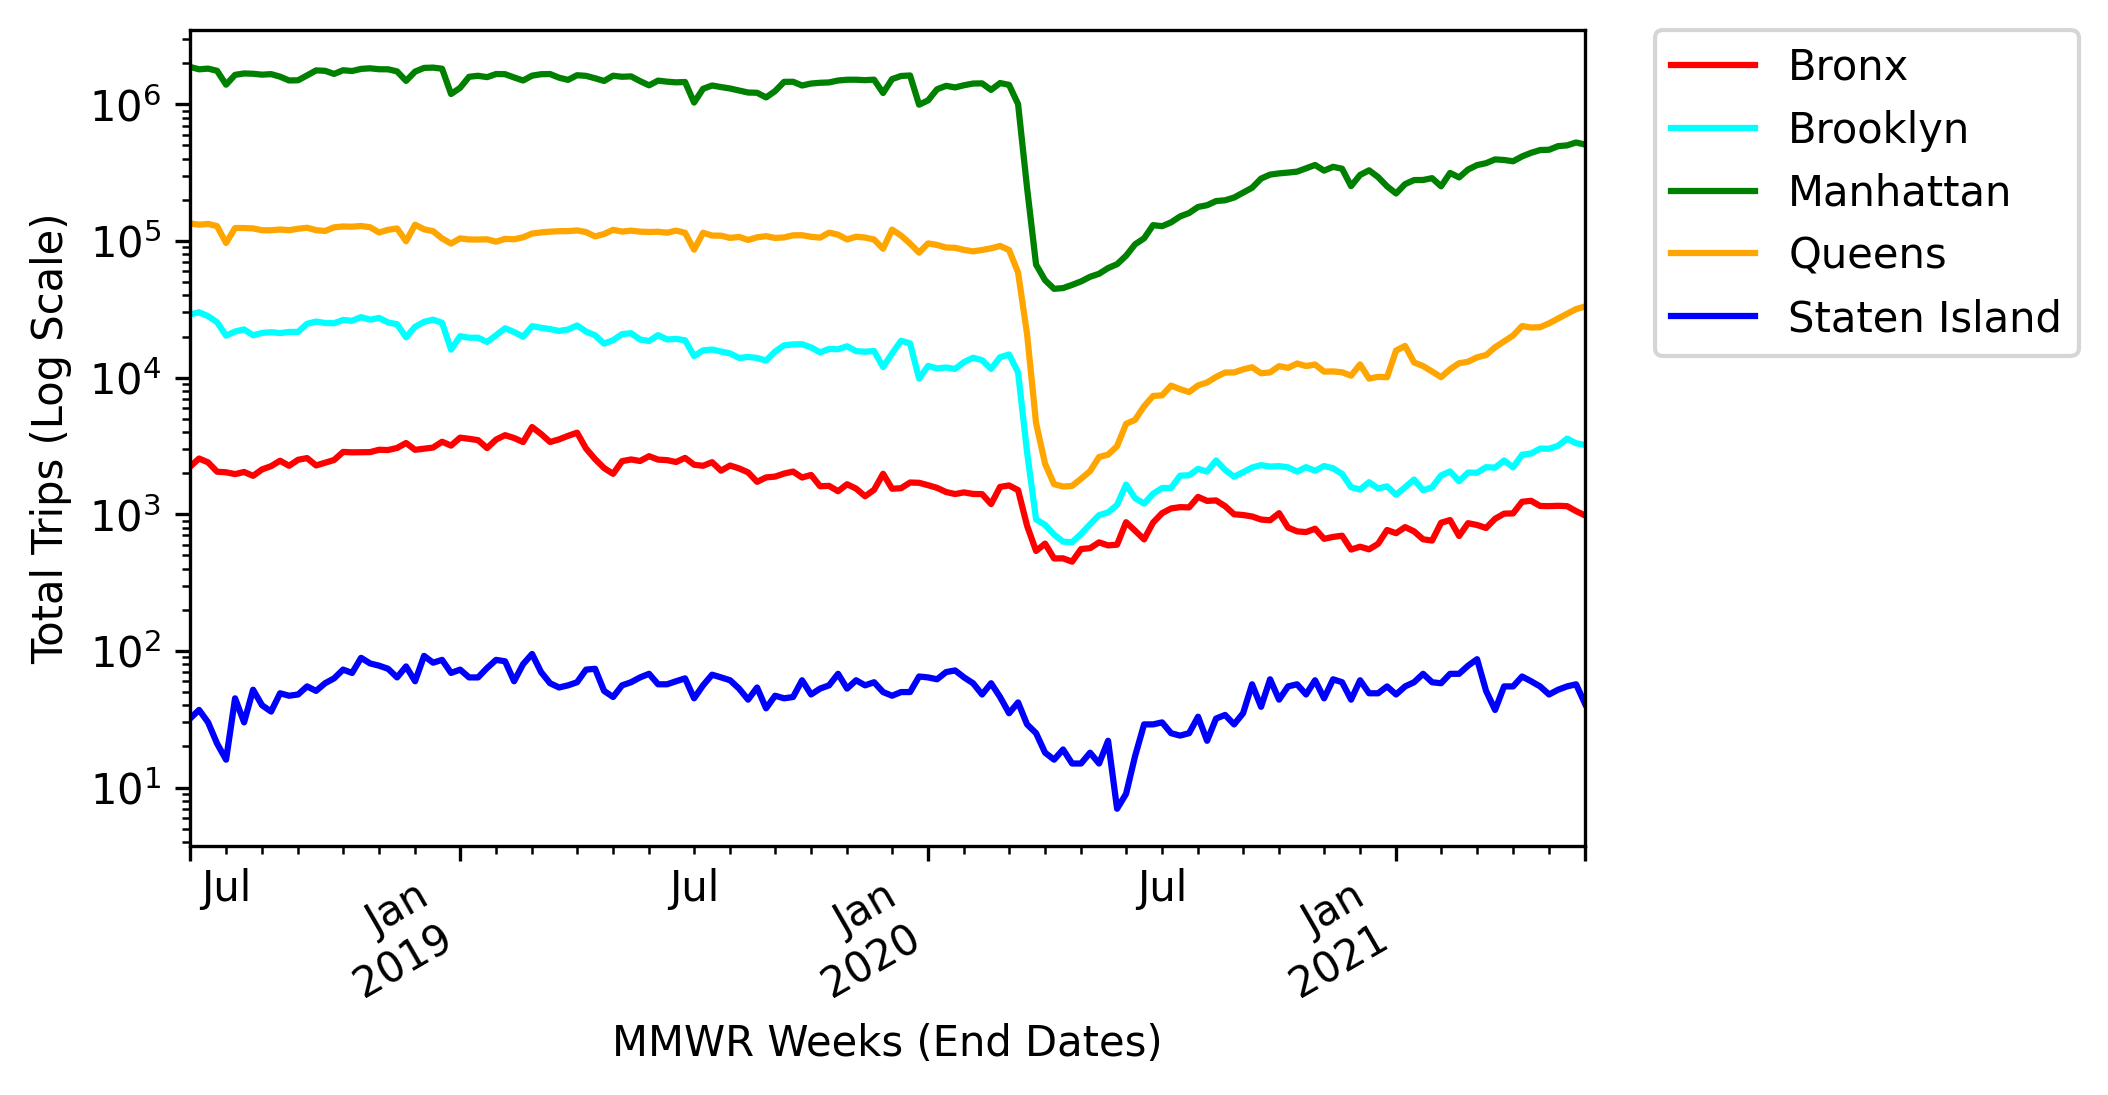 Total Trips (Log Scale)
10^6
10^5
10^4
10^3
10^2
10^1
Jul
Jan
2019
Jul
Jan
2020
Jul
Jan
2021
MMWR Weeks (End Dates)
Bronx
Brooklyn
Manhattan
Queens
Staten Island